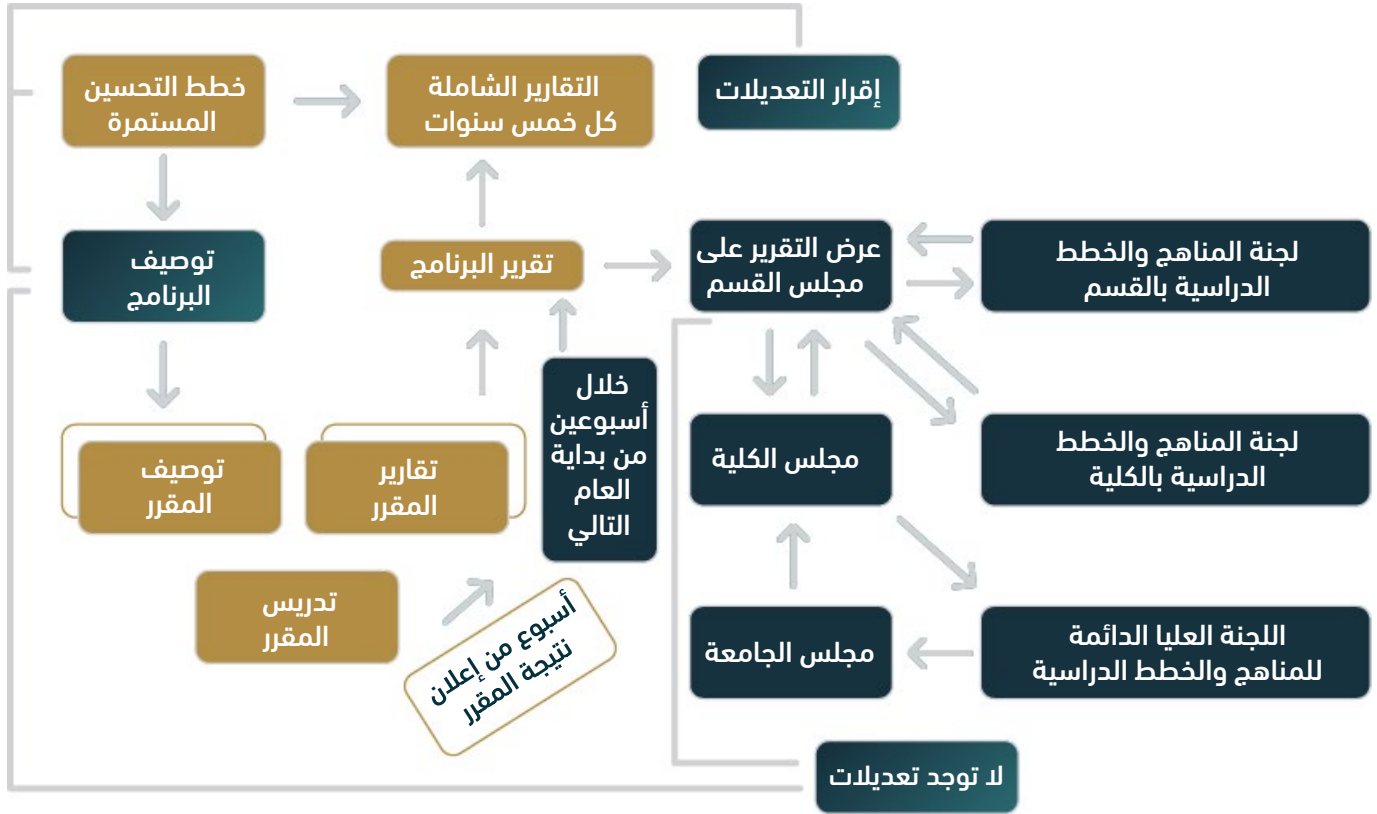 إقرار التعديلات
التقارير الشاملة
كل خمس سنوات
خطط التحسين
المستمرة
لجنة المناهج والخطط
الدراسية بالقسم
عرض التقرير على
مجلس القسم
تقرير البرنامج
توصيف
البرنامج
خلال
أسبوعين
من بداية
العام
التالي
لجنة المناهج والخطط
الدراسية بالكلية
مجلس الكلية
تقارير
المقرر
توصيف
المقرر
اللجنة العليا الدائمة
للمناهج والخطط الدراسية
مجلس الجامعة
أسبوع من إعلان
نتيجة المقرر
تدريس
المقرر
لا توجد تعديلات